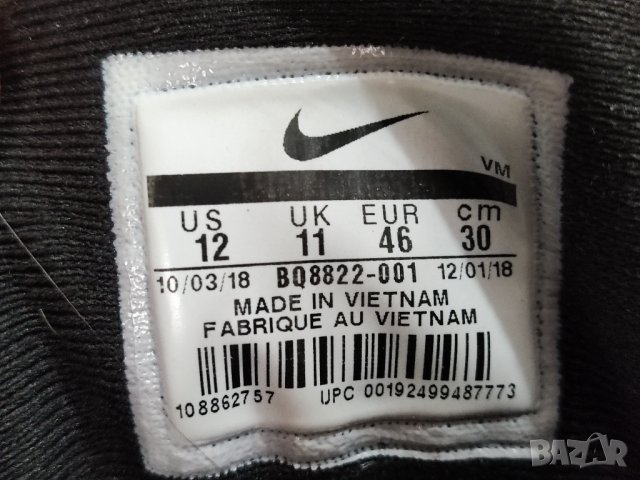 VM
US UK EUR cm
12 11 46 30
10/03/18 BQ8822-001 12/01/18
MADE IN VIETNAM
FABRIQUE AU VIETNAM
108862757 UPC 00192499487773
BAZAR